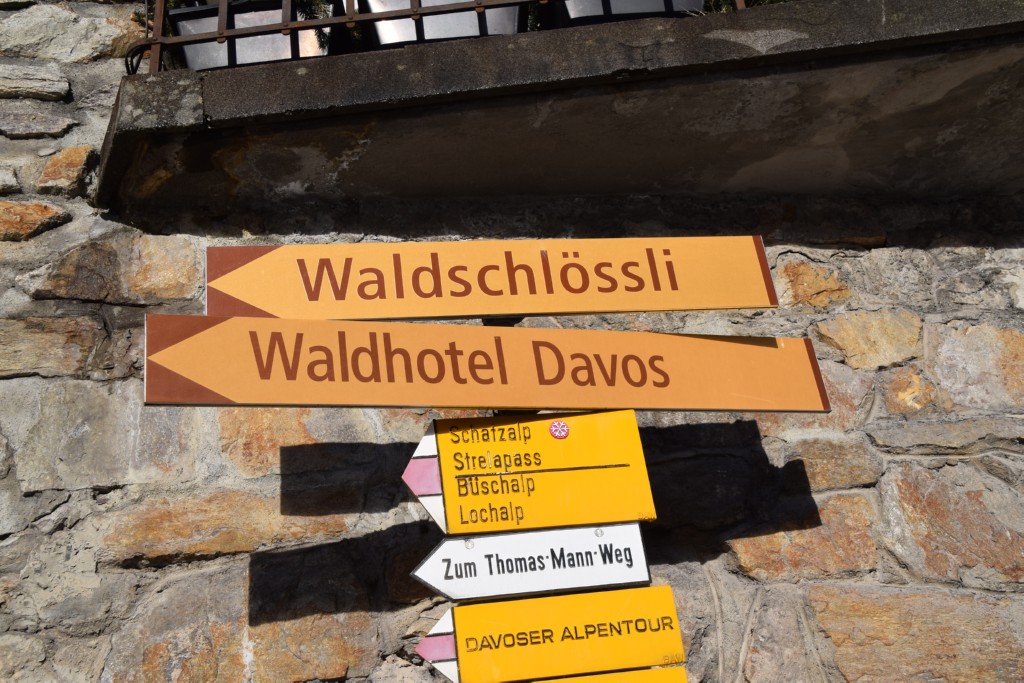 Waldschlössli
Waldhotel Davos
Schatzalp
Strelapass
Büschalp
Lochalp
Zum Thomas-Mann-Weg
DAVOSER ALPENTOUR